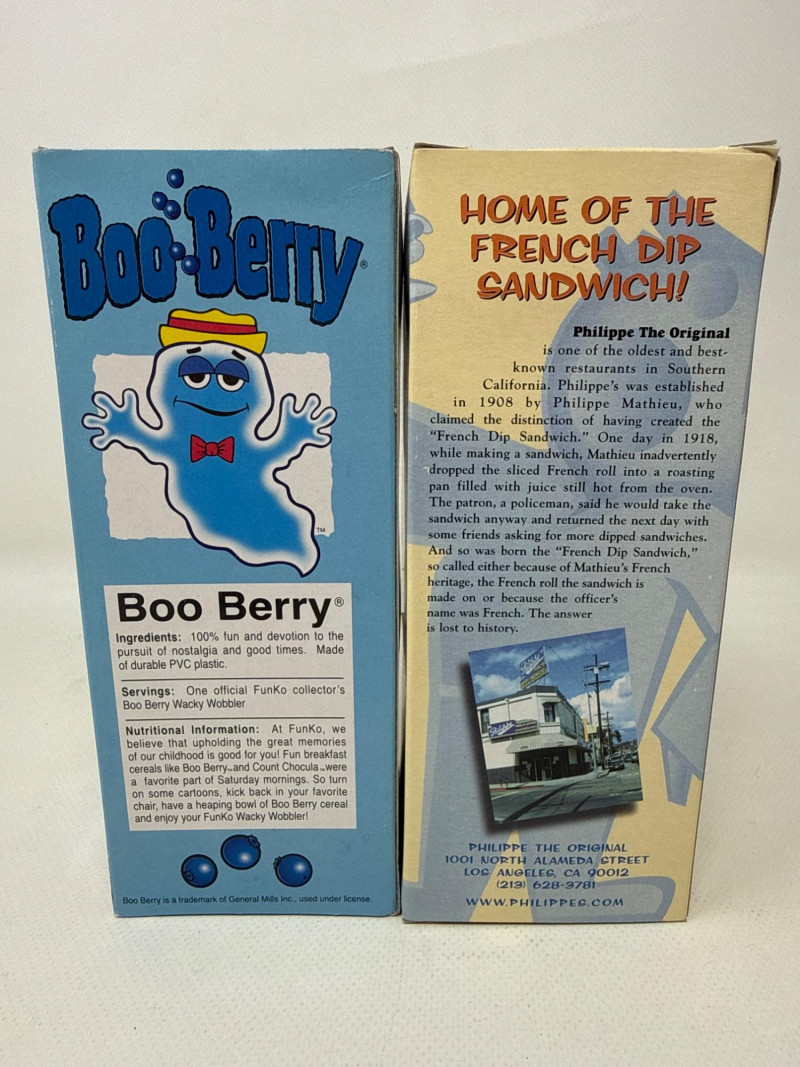 Boo Berry®
TM
Boo Berry®
Ingredients: 100% fun and devotion to the
pursuit of nostalgia and good times. Made
of durable PVC plastic.
Servings: One official FunKo collector's
Boo Berry Wacky Wobbler
Nutritional Information: At FunKo, we
believe that upholding the great memories
of our childhood is good for you! Fun breakfast
cereals like Boo Berry™ and Count Chocula™ were
a favorite part of Saturday mornings. So turn
on some cartoons, kick back in your favorite
chair, have a heaping bowl of Boo Berry cereal
and enjoy your FunKo Wacky Wobbler!
Boo Berry is a trademark of General Mills Inc., used under license.
HOME OF THE
FRENCH DIP
SANDWICH!
Philippe The Original
is one of the oldest and best-
known restaurants in Southern
California. Philippe's was established
in 1908 by Philippe Mathieu, who
claimed the distinction of having created the
"French Dip Sandwich." One day in 1918,
while making a sandwich, Mathieu inadvertently
dropped the sliced French roll into a roasting
pan filled with juice still hot from the oven.
The patron, a policeman, said he would take the
sandwich anyway and returned the next day with
some friends asking for more dipped sandwiches.
And so was born the "French Dip Sandwich,"
so called either because of Mathieu's French
heritage, the French roll the sandwich is
made on or because the officer's
name was French. The answer
is lost to history.
PHILIPPE THE ORIGINAL
1001 NORTH ALAMEDA STREET
LOS ANGELES, CA 90012
(213) 628-3781
WWW.PHILIPPES.COM